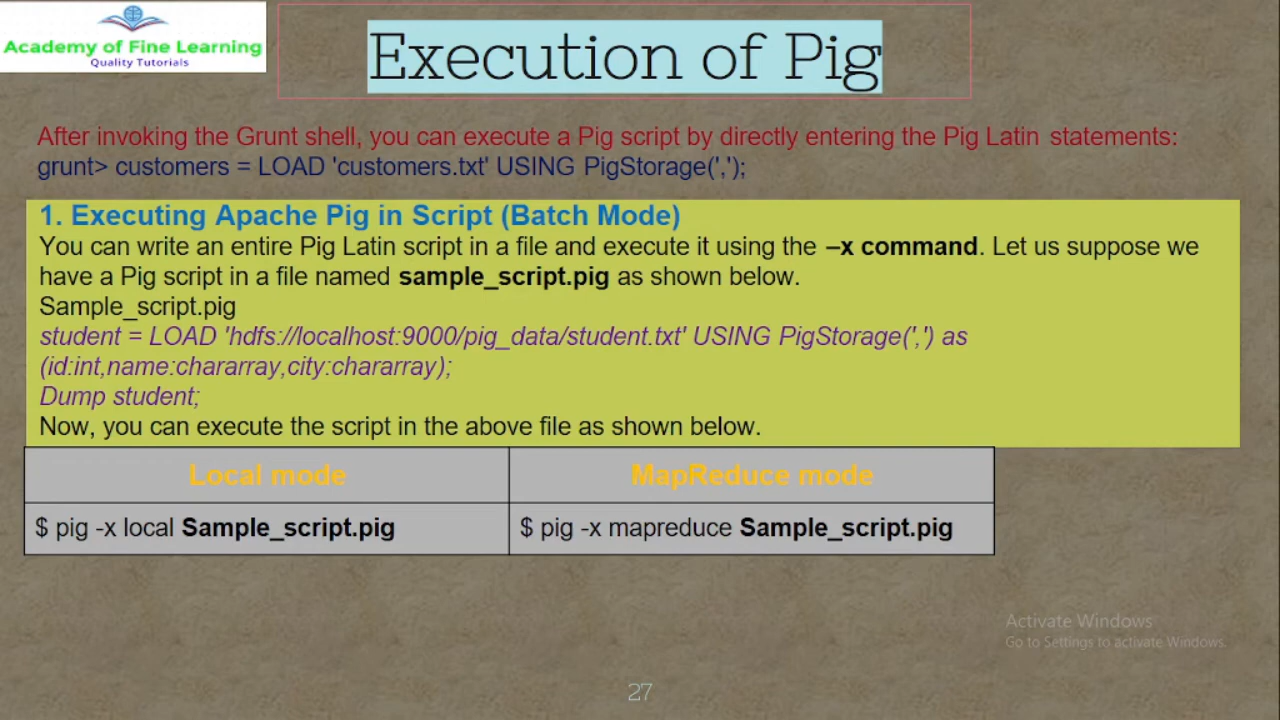 Academy of Fine Learning
Quality Tutorials
Execution of Pig
After invoking the Grunt shell, you can execute a Pig script by directly entering the Pig Latin statements:
grunt> customers = LOAD 'customers.txt' USING PigStorage(',');
1. Executing Apache Pig in Script (Batch Mode)
You can write an entire Pig Latin script in a file and execute it using the –x command. Let us suppose we
have a Pig script in a file named sample_script.pig as shown below.
Sample_script.pig
student = LOAD 'hdfs://localhost:9000/pig_data/student.txt' USING PigStorage(',') as
(id:int,name:chararray,city:chararray);
Dump student;
Now, you can execute the script in the above file as shown below.
Local mode MapReduce mode
$ pig -x local Sample_script.pig $ pig -x mapreduce Sample_script.pig
Activate Windows
Go to Settings to activate Windows.
27